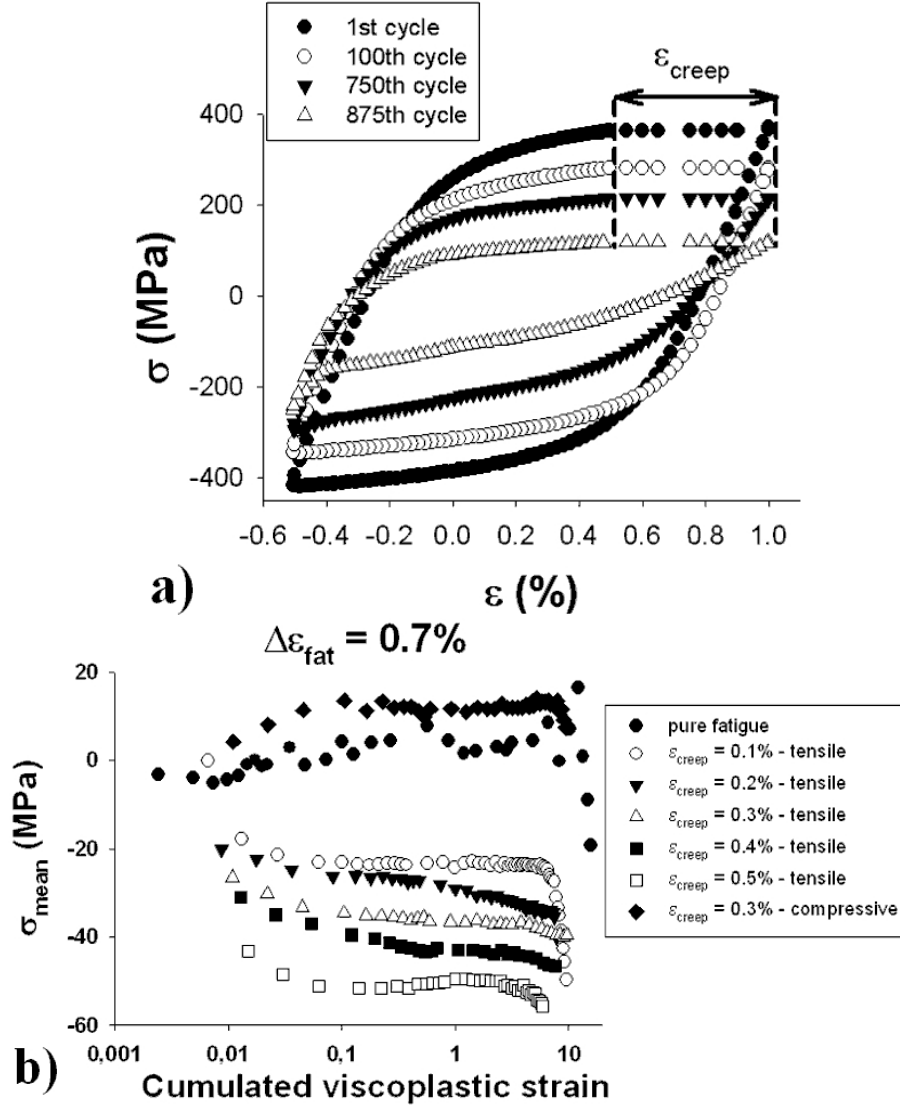 1st cycle
100th cycle
750th cycle
875th cycle
εcreep
400
200
0
-200
-400
σ (MPa)
-0.6 -0.4 -0.2 0.0 0.2 0.4 0.6 0.8 1.0
a) ε (%)
Δεfat = 0.7%
20
0
-20
-40
-60
σmean (MPa)
pure fatigue
εcreep = 0.1% - tensile
εcreep = 0.2% - tensile
εcreep = 0.3% - tensile
εcreep = 0.4% - tensile
εcreep = 0.5% - tensile
εcreep = 0.3% - compressive
0,001 0,01 0,1 1 10
b) Cumulated viscoplastic strain